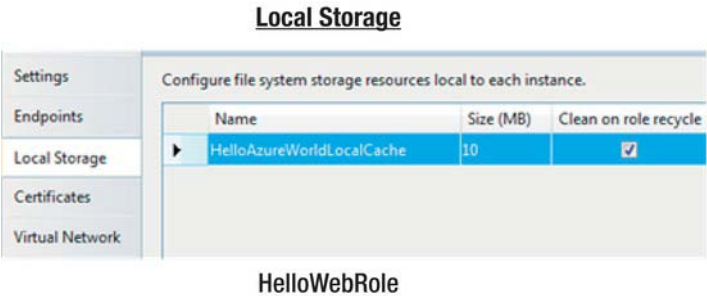 Local Storage
Settings
Configure file system storage resources local to each instance.
Endpoints
Name Size (MB) Clean on role recycle
Local Storage
HelloAzureWorldLocalCache 10
Certificates
Virtual Network
HelloWebRole